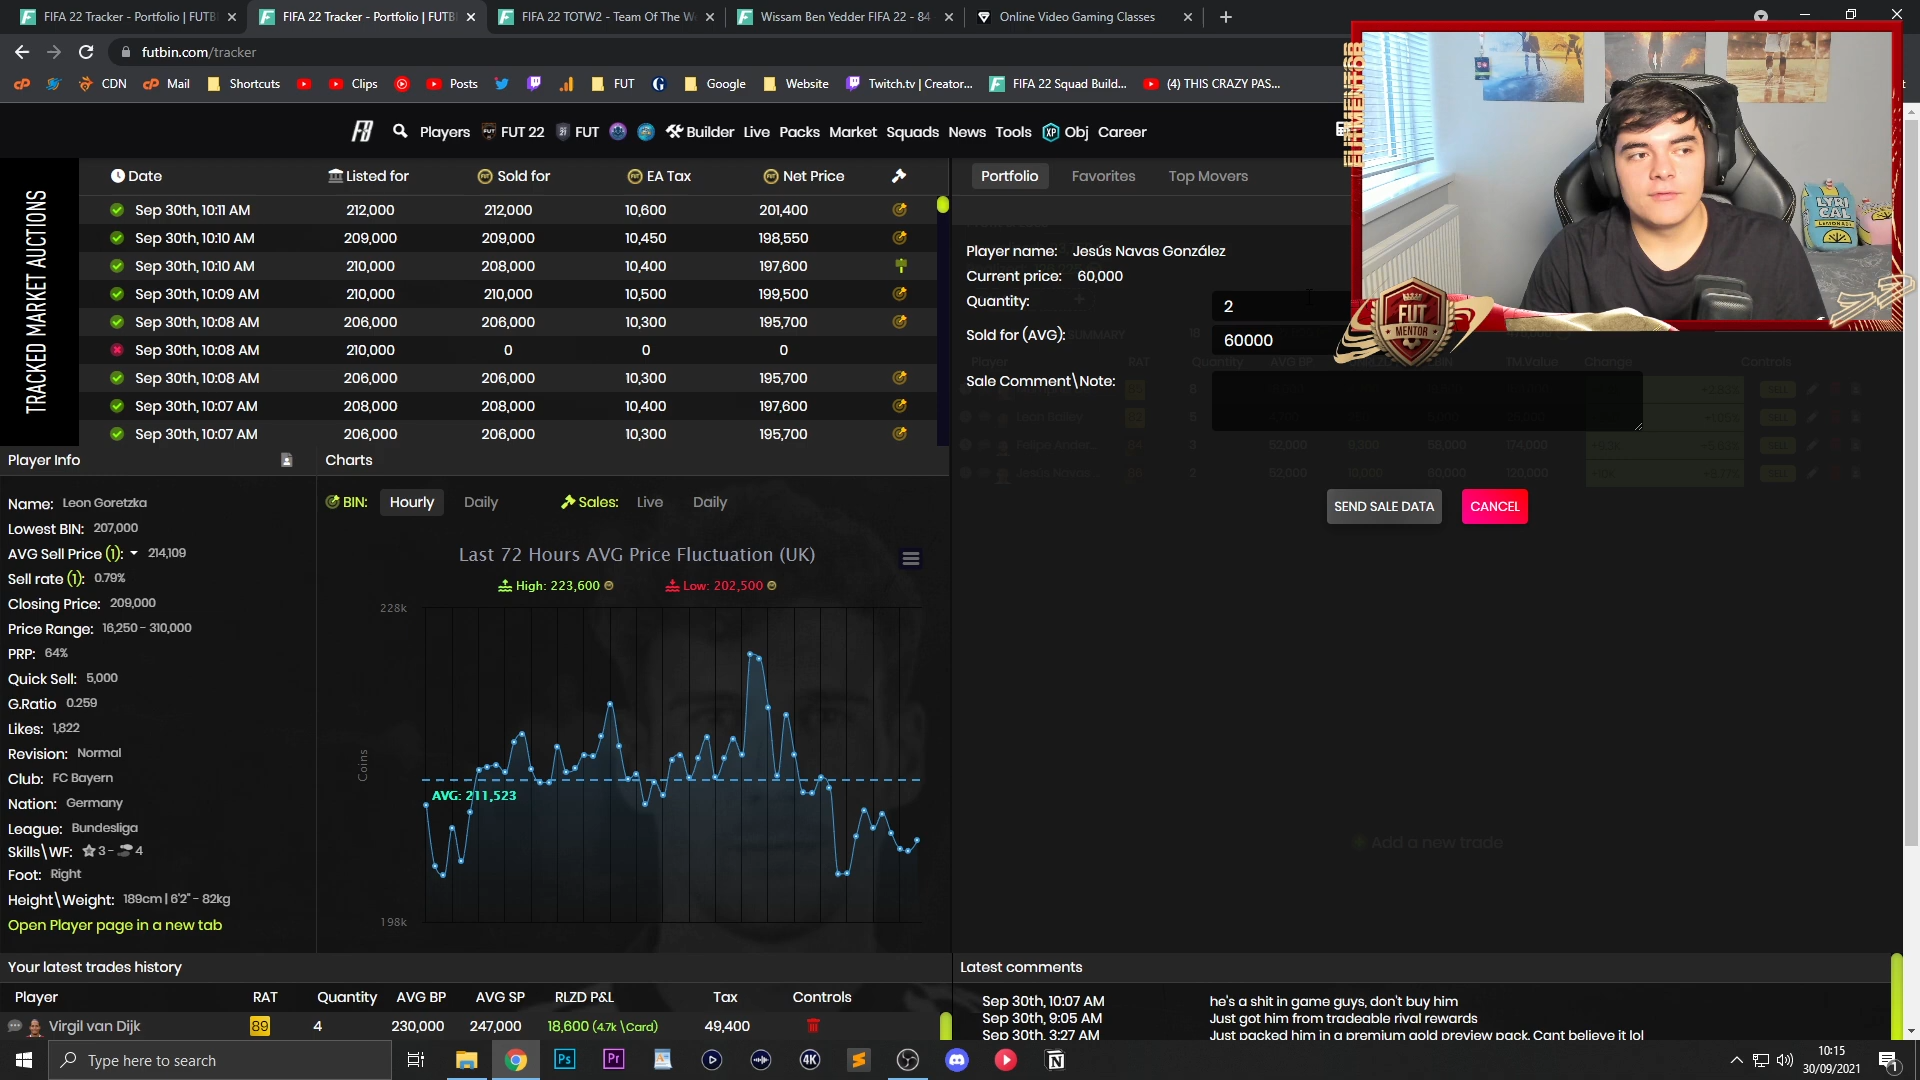 FIFA 22 Tracker - Portfolio | FUTB
FIFA 22 Tracker - Portfolio | FUTB
FIFA 22 TOTW2 - Team Of The W
Wissam Ben Yedder FIFA 22 - 84
Online Video Gaming Classes
futbin.com/tracker
CDN Mail Shortcuts Clips Posts FUT Google Website Twitch.tv | Creator... FIFA 22 Squad Build... (4) THIS CRAZY PAS...
Players FUT 22 FUT Builder Live Packs Market Squads News Tools Obj Career
TRACKED MARKET AUCTIONS
Date Listed for Sold for EA Tax Net Price
Sep 30th, 10:11 AM 212,000 212,000 10,600 201,400
Sep 30th, 10:10 AM 209,000 209,000 10,450 198,550
Sep 30th, 10:10 AM 210,000 208,000 10,400 197,600
Sep 30th, 10:09 AM 210,000 210,000 10,500 199,500
Sep 30th, 10:08 AM 206,000 206,000 10,300 195,700
Sep 30th, 10:08 AM 210,000 0 0 0
Sep 30th, 10:08 AM 206,000 206,000 10,300 195,700
Sep 30th, 10:07 AM 208,000 208,000 10,400 197,600
Sep 30th, 10:07 AM 206,000 206,000 10,300 195,700
Portfolio Favorites Top Movers
Player name: Jesús Navas González
Current price: 60,000
Quantity: 2
Sold for (AVG): 60000
Sale Comment\Note:
SEND SALE DATA CANCEL
Add a new trade
FUTMENTOR
FUT
MENTOR
LYRI
CAL
LEMONADE
Player Info
Name: Leon Goretzka
Lowest BIN: 207,000
AVG Sell Price (1): 214,109
Sell rate (1): 0.79%
Closing Price: 209,000
Price Range: 16,250 - 310,000
PRP: 64%
Quick Sell: 5,000
G.Ratio 0.259
Likes: 1,822
Revision: Normal
Club: FC Bayern
Nation: Germany
League: Bundesliga
Skills\WF: 3 - 4
Foot: Right
Height\Weight: 189cm | 6'2" - 82kg
Open Player page in a new tab
Charts
BIN: Hourly Daily Sales: Live Daily
Last 72 Hours AVG Price Fluctuation (UK)
High: 223,600 Low: 202,500
228k
Coins
AVG: 211,523
198k
Your latest trades history
Player RAT Quantity AVG BP AVG SP RLZD P&L Tax Controls
Virgil van Dijk 89 4 230,000 247,000 18,600 (4.7k \Card) 49,400
Latest comments
Sep 30th, 10:07 AM he's a shit in game guys, don't buy him
Sep 30th, 9:05 AM Just got him from tradeable rival rewards
Sep 30th, 3:27 AM Just packed him in a premium gold preview pack. Cant believe it lol
Type here to search
Ps
Pr
4K
10:15
30/09/2021
1